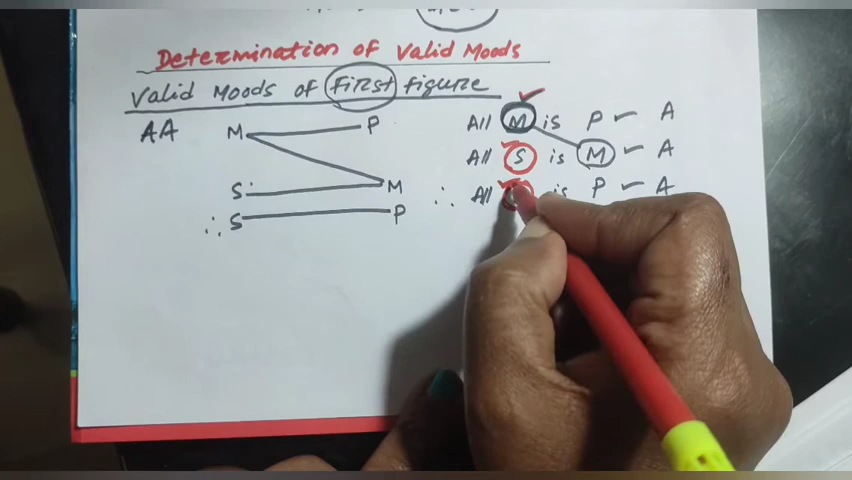 Determination of Valid Moods
Valid Moods of first figure
AA M P All M is P A
All S is M A
S M
∴ S P ∴ All is P A